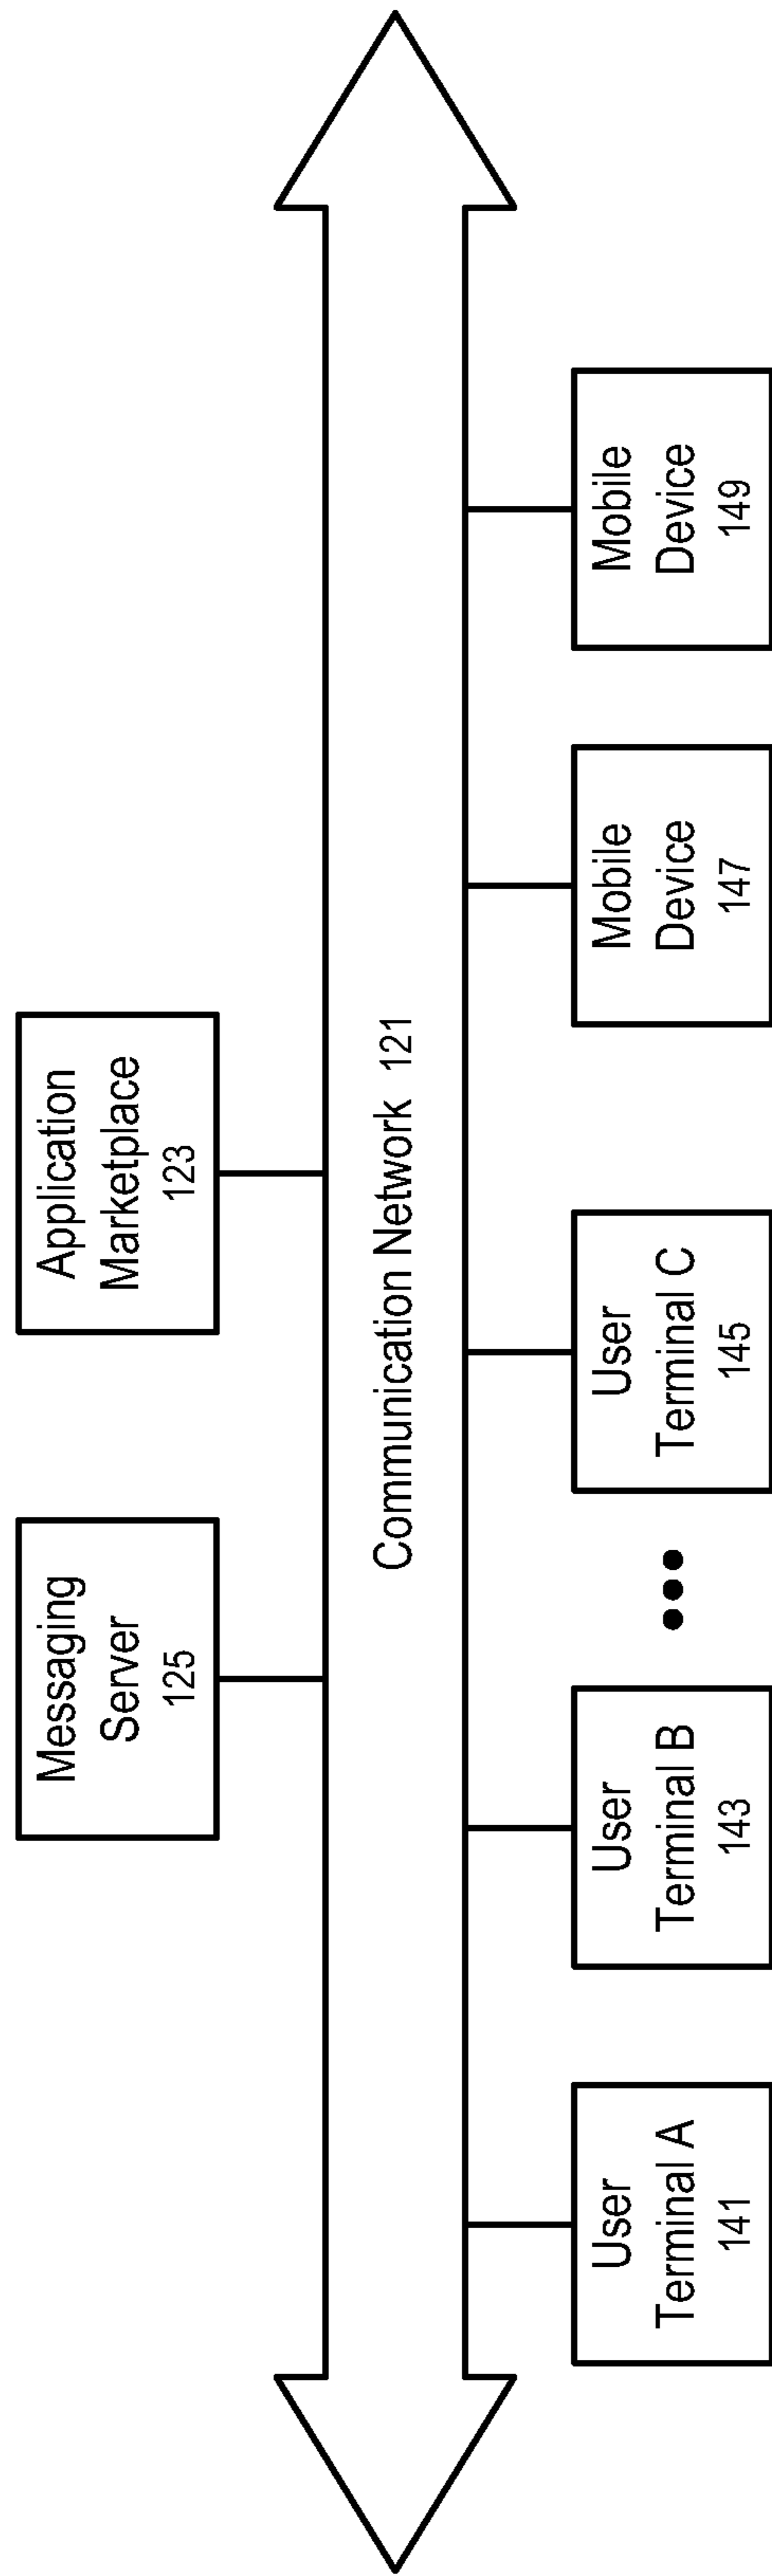 Messaging
Server
125
Application
Marketplace
123
Communication Network 121
User
Terminal A
141
User
Terminal B
143
User
Terminal C
145
Mobile
Device
147
Mobile
Device
149